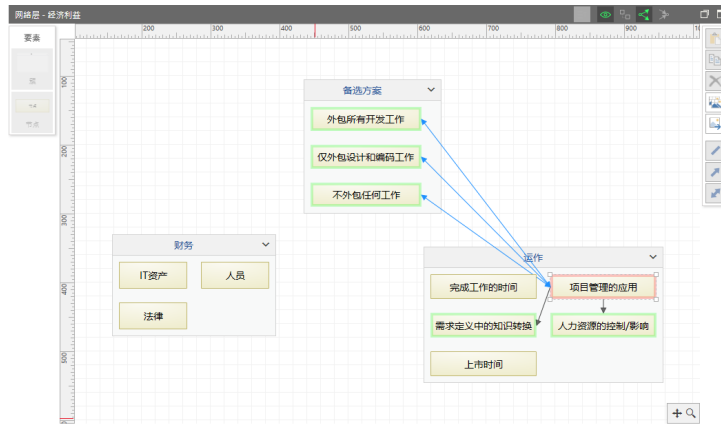 网络层 - 经济利益
要素
200 300 400 500 600 700 800 900
100
200
300
400
500
备选方案
外包所有开发工作
仅外包设计和编码工作
不外包任何工作
财务
IT资产 人员
法律
运作
完成工作的时间 项目管理的应用
需求定义中的知识转换 人力资源的控制/影响
上市时间